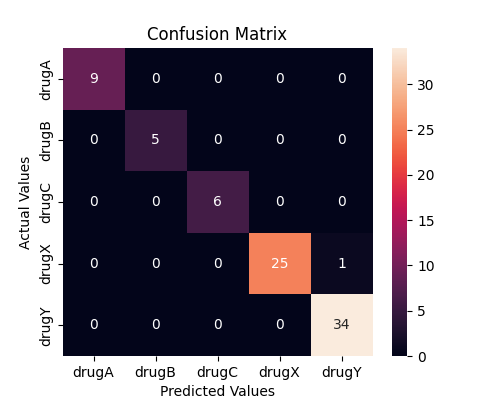 Confusion Matrix
Actual Values
drugA 9 0 0 0 0
drugB 0 5 0 0 0
drugC 0 0 6 0 0
drugX 0 0 0 25 1
drugY 0 0 0 0 34
drugA drugB drugC drugX drugY
Predicted Values
30
25
20
15
10
5
0